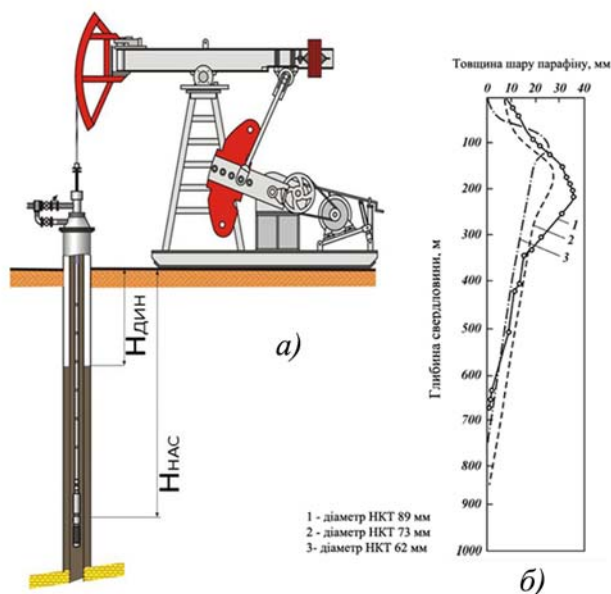 Товщина шару парафіну, мм
0 10 20 30 40
100
200
300
400
500
600
700
800
900
1000
Глибина свердловини, м
1
2
3
Ндин
Ннас
а)
1 - діаметр НКТ 89 мм
2 - діаметр НКТ 73 мм
3- діаметр НКТ 62 мм
б)